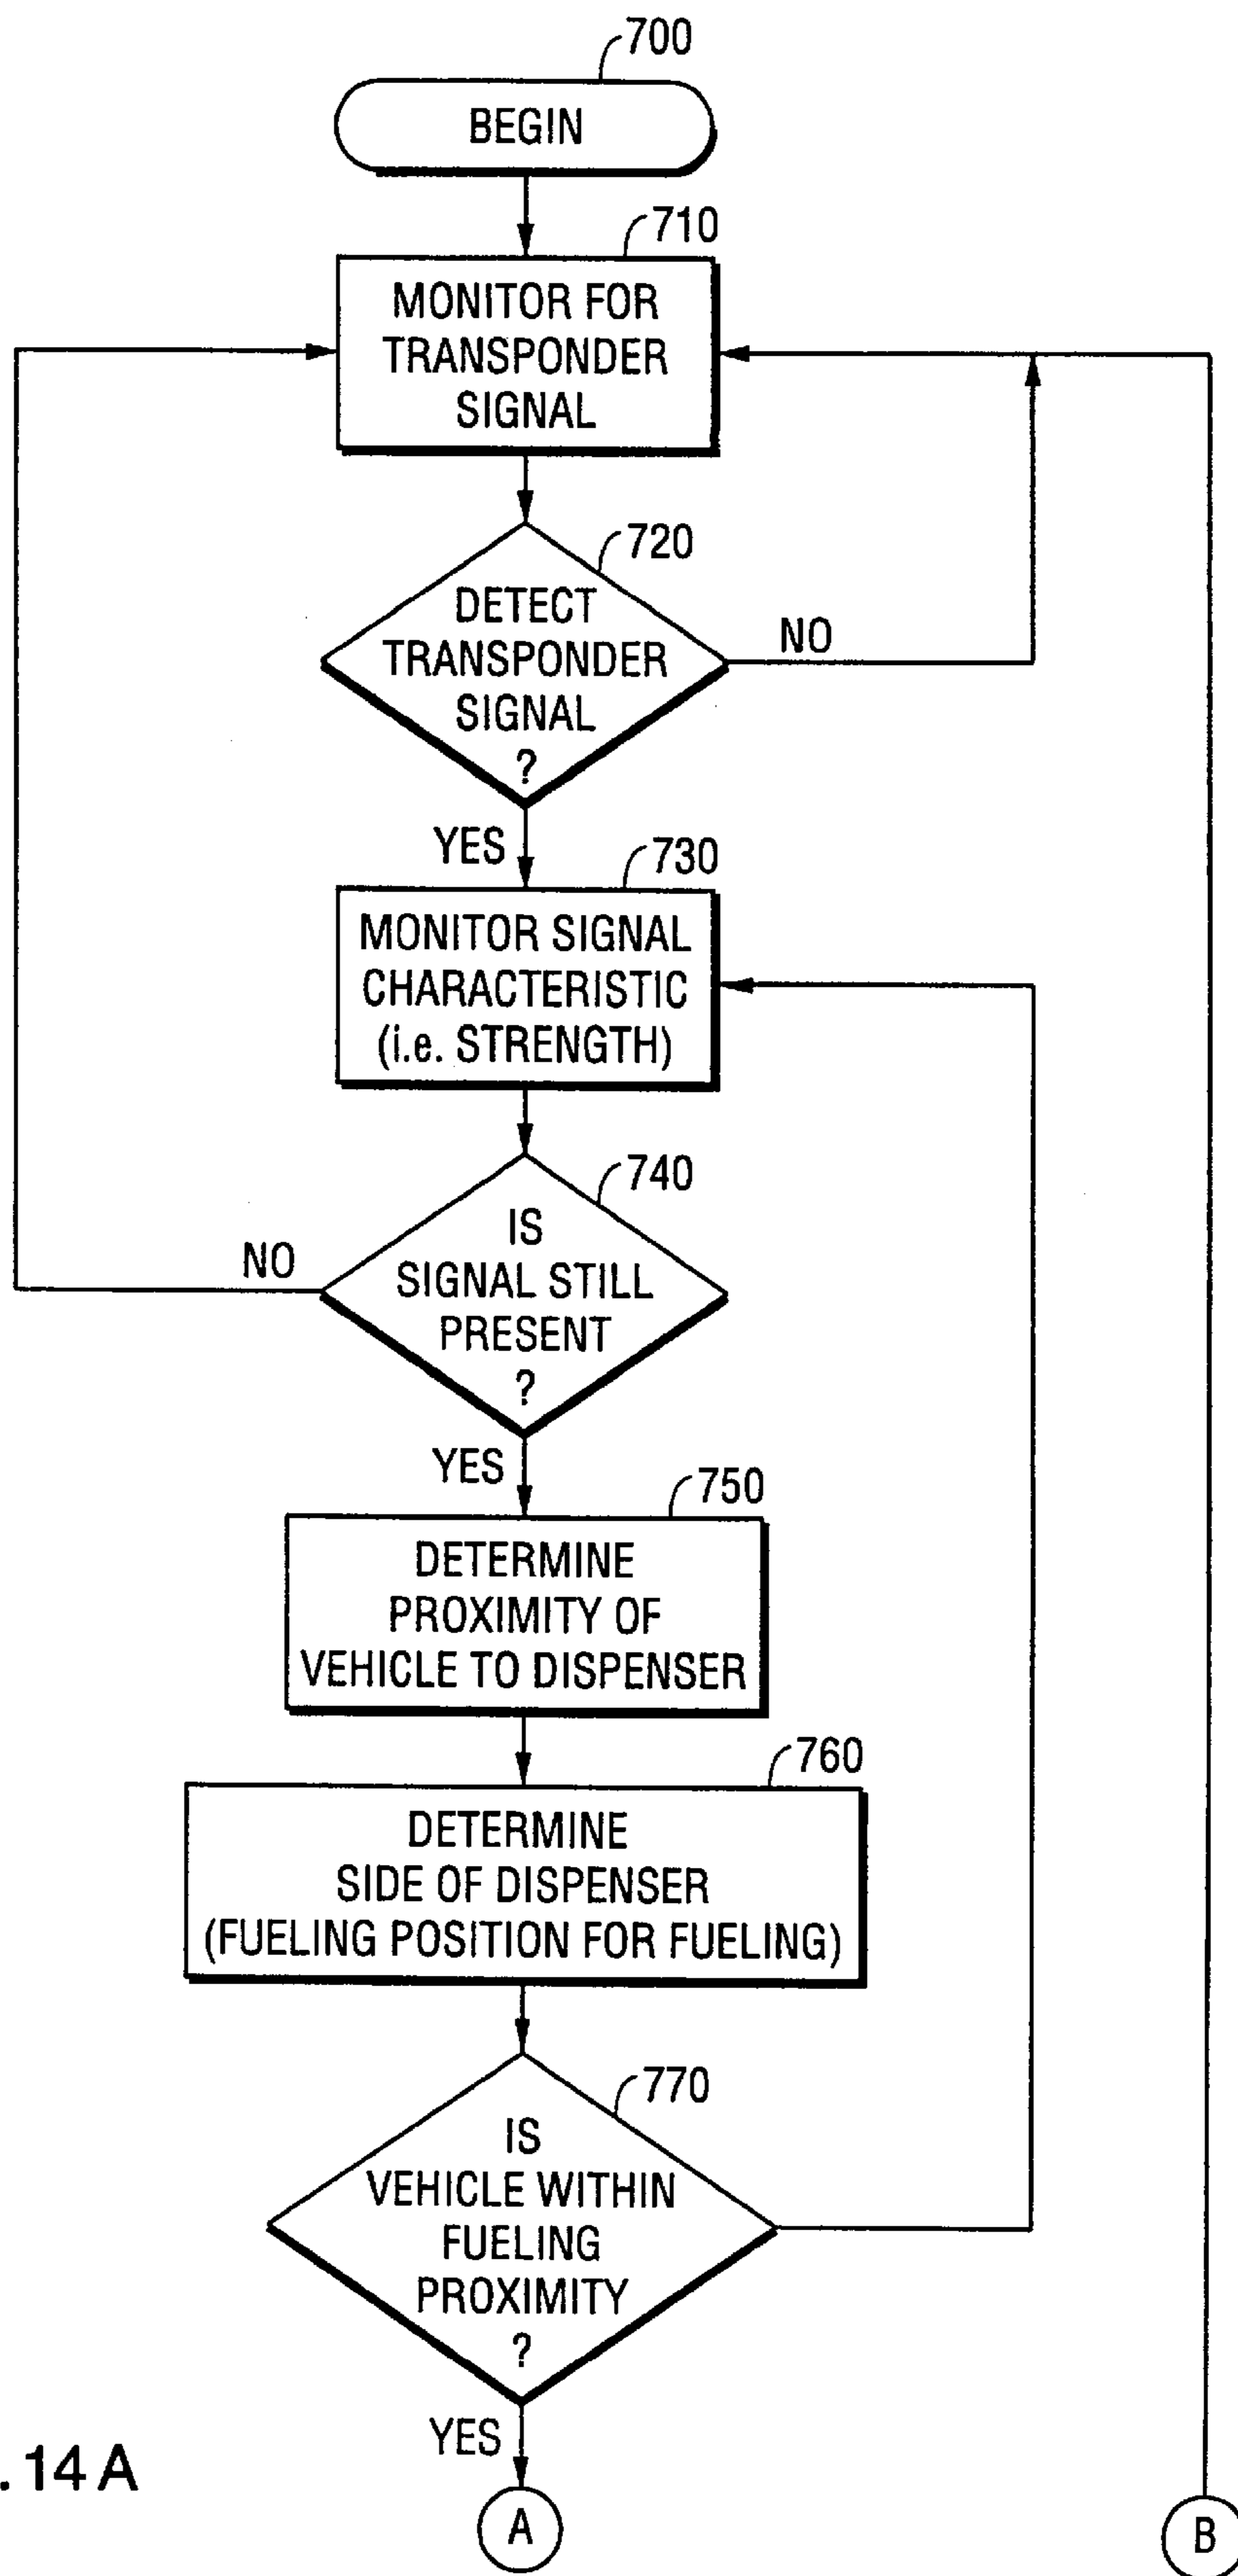 700
BEGIN
710
MONITOR FOR
TRANSPONDER
SIGNAL
720
DETECT
TRANSPONDER
SIGNAL
?
NO
YES
730
MONITOR SIGNAL
CHARACTERISTIC
(i.e. STRENGTH)
740
IS
SIGNAL STILL
PRESENT
?
NO
YES
750
DETERMINE
PROXIMITY OF
VEHICLE TO DISPENSER
760
DETERMINE
SIDE OF DISPENSER
(FUELING POSITION FOR FUELING)
770
IS
VEHICLE WITHIN
FUELING
PROXIMITY
?
YES
. 14 A
A
B